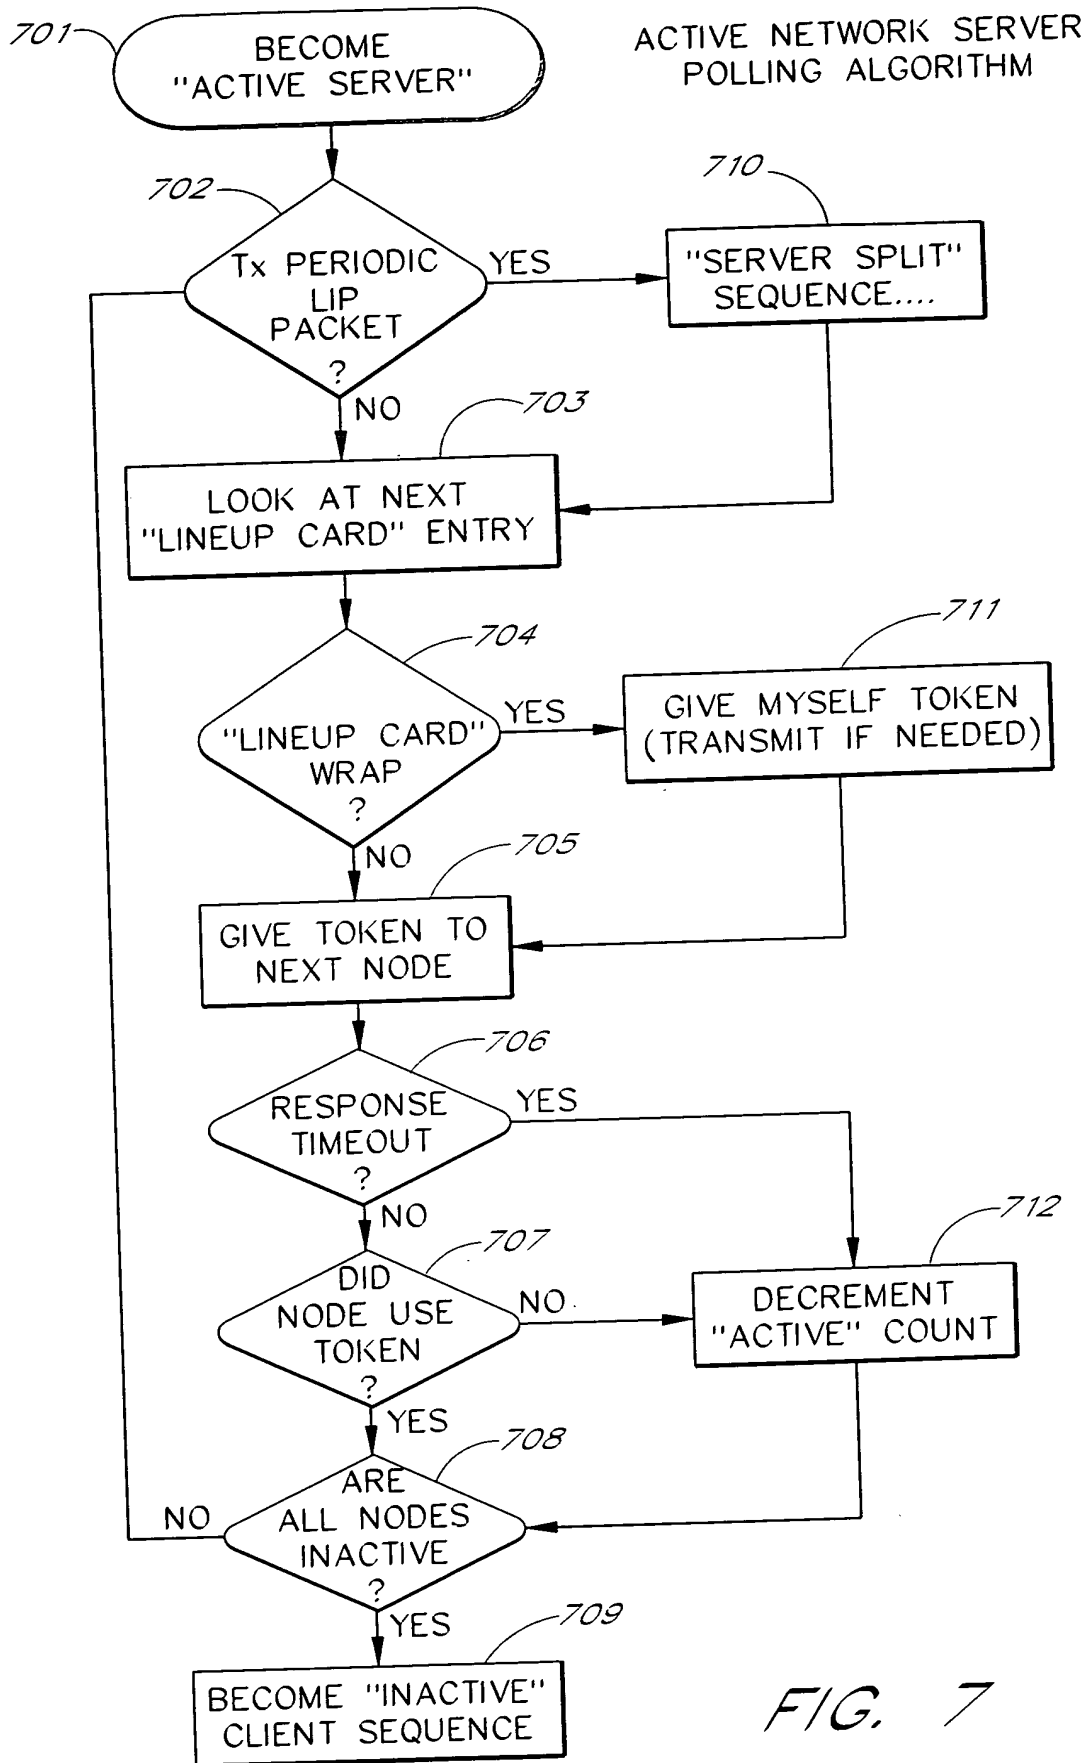 701
BECOME
"ACTIVE SERVER"
ACTIVE NETWORK SERVER
POLLING ALGORITHM
702
Tx PERIODIC
LIP
PACKET
?
YES
NO
710
"SERVER SPLIT"
SEQUENCE....
703
LOOK AT NEXT
"LINEUP CARD" ENTRY
704
"LINEUP CARD"
WRAP
?
YES
NO
711
GIVE MYSELF TOKEN
(TRANSMIT IF NEEDED)
705
GIVE TOKEN TO
NEXT NODE
706
RESPONSE
TIMEOUT
?
YES
NO
707
DID
NODE USE
TOKEN
?
NO
YES
712
DECREMENT
"ACTIVE" COUNT
708
ARE
ALL NODES
INACTIVE
?
NO
YES
709
BECOME "INACTIVE"
CLIENT SEQUENCE
FIG. 7